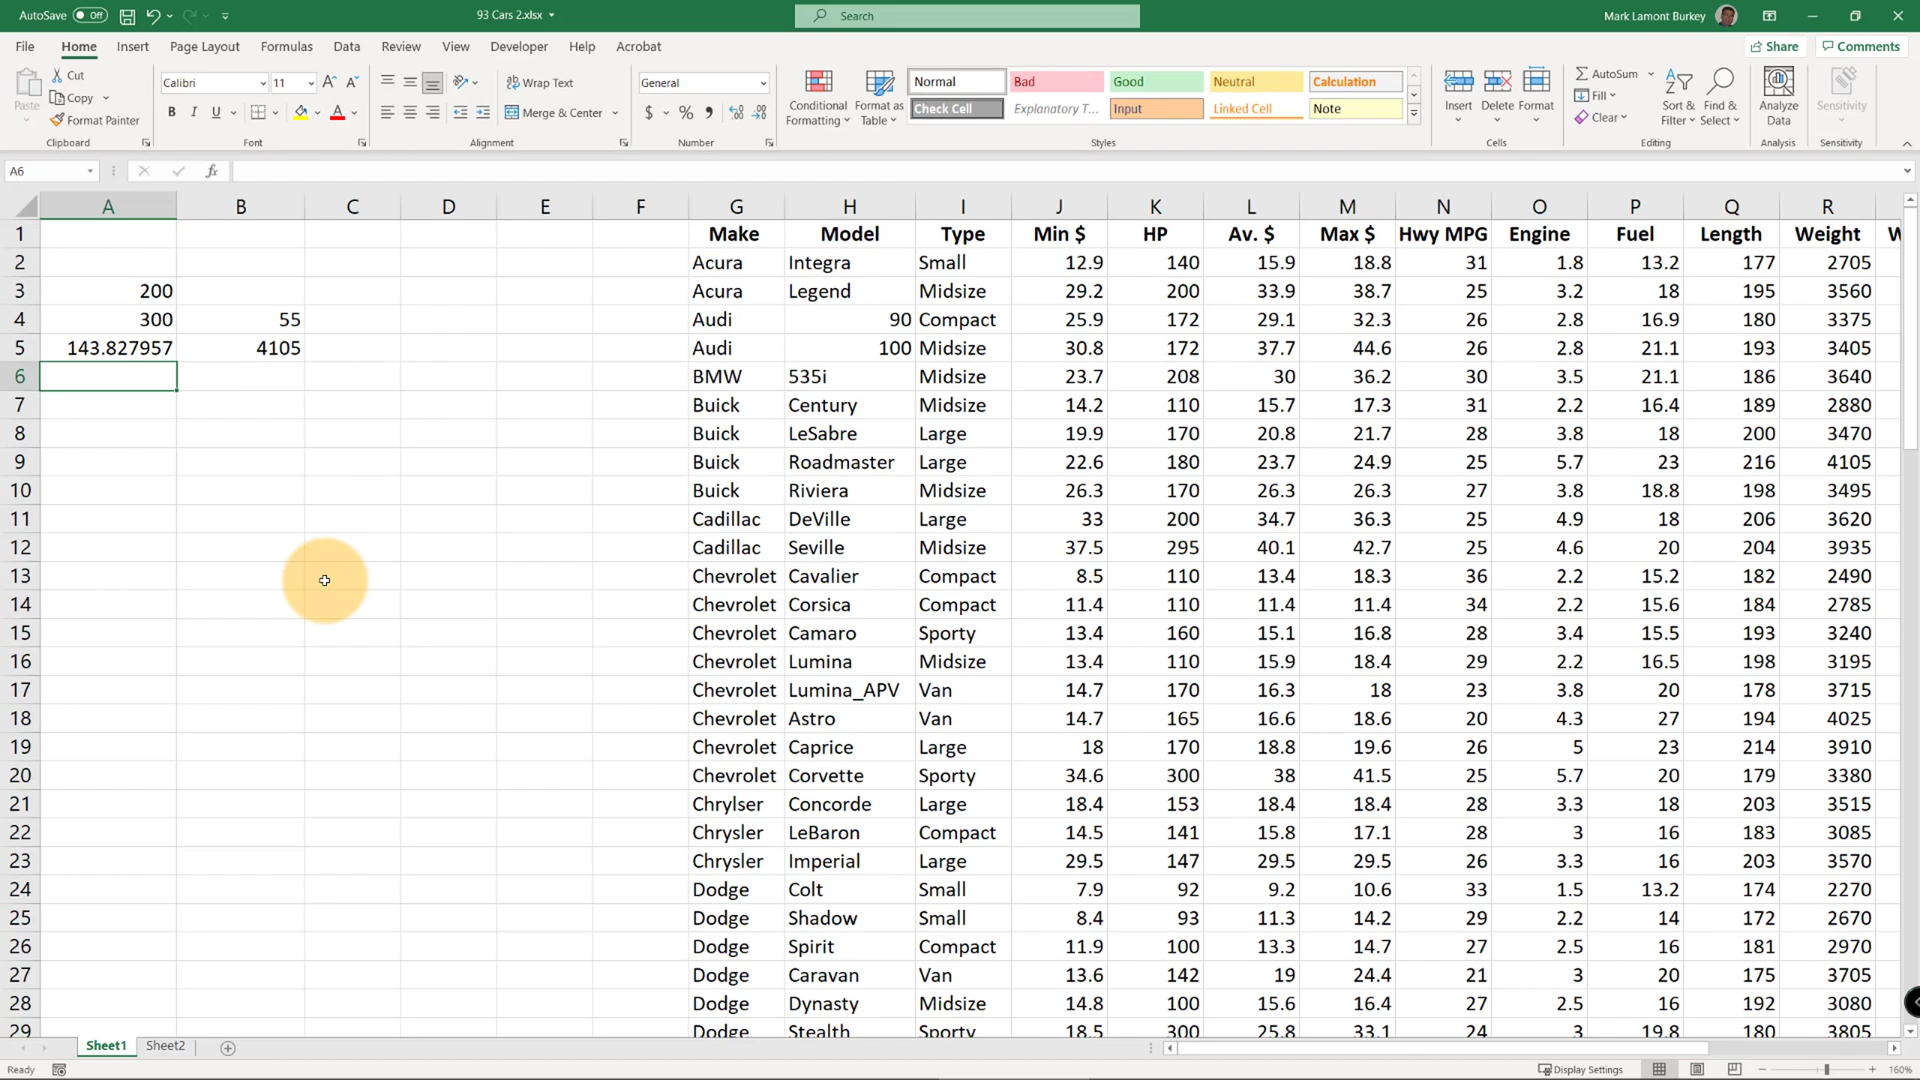 AutoSave Off 93 Cars 2.xlsx Search Mark Lamont Burkey
File Home Insert Page Layout Formulas Data Review View Developer Help Acrobat Share Comments
Paste Cut Copy Format Painter Clipboard
Calibri 11 B I U A Font
Wrap Text Merge & Center Alignment
General $ % Number
Conditional Formatting Format as Table
Normal Bad Good Neutral Calculation
Check Cell Explanatory T... Input Linked Cell Note
Styles
Insert Delete Format Cells
AutoSum Fill Clear Sort & Filter Find & Select Editing
Analyze Data Analysis
Sensitivity Sensitivity
A6 fx
A B C D E F G H I J K L M N O P Q R
1 Make Model Type Min $ HP Av. $ Max $ Hwy MPG Engine Fuel Length Weight W
2 Acura Integra Small 12.9 140 15.9 18.8 31 1.8 13.2 177 2705
3 200 Acura Legend Midsize 29.2 200 33.9 38.7 25 3.2 18 195 3560
4 300 55 Audi 90 Compact 25.9 172 29.1 32.3 26 2.8 16.9 180 3375
5 143.827957 4105 Audi 100 Midsize 30.8 172 37.7 44.6 26 2.8 21.1 193 3405
6 BMW 535i Midsize 23.7 208 30 36.2 30 3.5 21.1 186 3640
7 Buick Century Midsize 14.2 110 15.7 17.3 31 2.2 16.4 189 2880
8 Buick LeSabre Large 19.9 170 20.8 21.7 28 3.8 18 200 3470
9 Buick Roadmaster Large 22.6 180 23.7 24.9 25 5.7 23 216 4105
10 Buick Riviera Midsize 26.3 170 26.3 26.3 27 3.8 18.8 198 3495
11 Cadillac DeVille Large 33 200 34.7 36.3 25 4.9 18 206 3620
12 Cadillac Seville Midsize 37.5 295 40.1 42.7 25 4.6 20 204 3935
13 Chevrolet Cavalier Compact 8.5 110 13.4 18.3 36 2.2 15.2 182 2490
14 Chevrolet Corsica Compact 11.4 110 11.4 11.4 34 2.2 15.6 184 2785
15 Chevrolet Camaro Sporty 13.4 160 15.1 16.8 28 3.4 15.5 193 3240
16 Chevrolet Lumina Midsize 13.4 110 15.9 18.4 29 2.2 16.5 198 3195
17 Chevrolet Lumina_APV Van 14.7 170 16.3 18 23 3.8 20 178 3715
18 Chevrolet Astro Van 14.7 165 16.6 18.6 20 4.3 27 194 4025
19 Chevrolet Caprice Large 18 170 18.8 19.6 26 5 23 214 3910
20 Chevrolet Corvette Sporty 34.6 300 38 41.5 25 5.7 20 179 3380
21 Chrylser Concorde Large 18.4 153 18.4 18.4 28 3.3 18 203 3515
22 Chrysler LeBaron Compact 14.5 141 15.8 17.1 28 3 16 183 3085
23 Chrysler Imperial Large 29.5 147 29.5 29.5 26 3.3 16 203 3570
24 Dodge Colt Small 7.9 92 9.2 10.6 33 1.5 13.2 174 2270
25 Dodge Shadow Small 8.4 93 11.3 14.2 29 2.2 14 172 2670
26 Dodge Spirit Compact 11.9 100 13.3 14.7 27 2.5 16 181 2970
27 Dodge Caravan Van 13.6 142 19 24.4 21 3 20 175 3705
28 Dodge Dynasty Midsize 14.8 100 15.6 16.4 27 2.5 16 192 3080
29 Dodge Stealth Sporty 18.5 300 25.8 33.1 24 3 19.8 180 3805
Sheet1 Sheet2
Ready Display Settings 160%